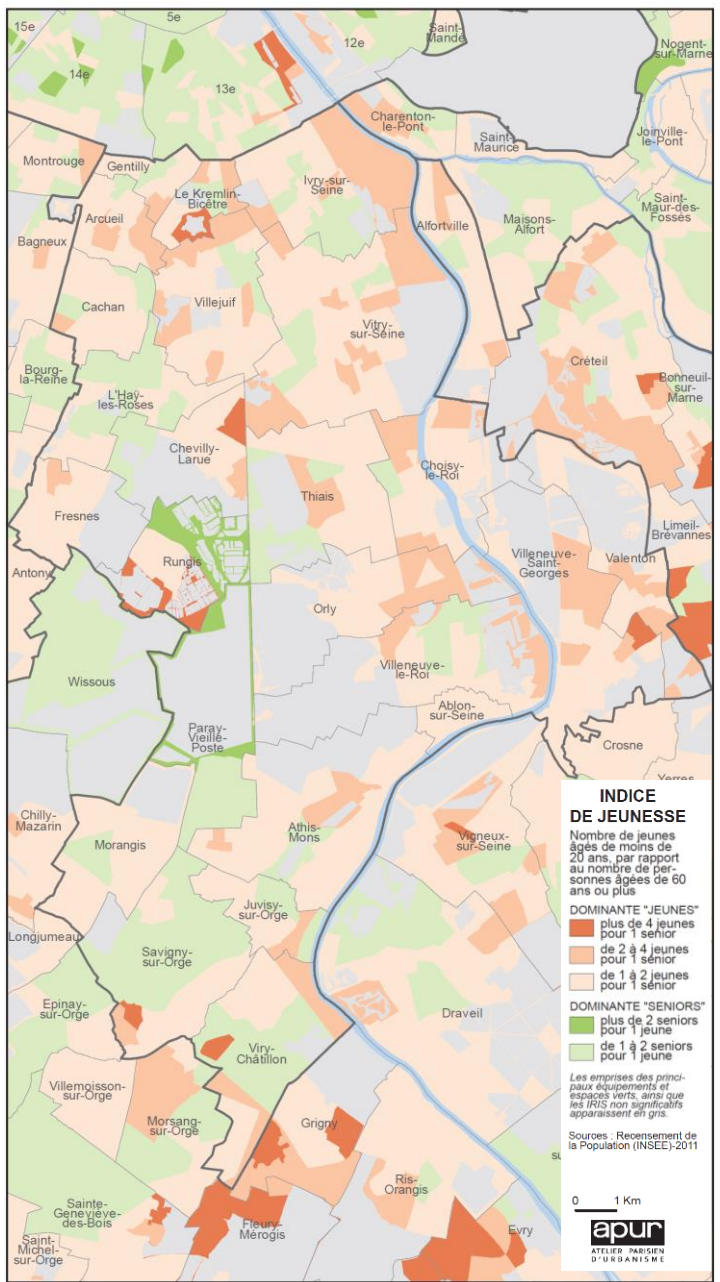 15e
5e
12e
Saint-
Mandé
Nogent-
sur-Marne
14e
13e
Charenton-
le-Pont
Saint-
Maurice
Joinville-
le-Pont
Montrouge
Gentilly
Le Kremlin-
Bicêtre
Ivry-sur-
Seine
Saint-
Maur-des-
Fossés
Arcueil
Alfortville
Maisons-
Alfort
Bagneux
Cachan
Villejuif
Vitry-
sur-Seine
Créteil
Bourg-
la-Reine
Bonneuil-
sur-
Marne
L'Haÿ-
les-Roses
Chevilly-
Larue
Choisy-
le-Roi
Thiais
Fresnes
Limeil-
Brévannes
Villeneuve-
Saint-
Georges
Valenton
Antony
Rungis
Orly
Villeneuve-
le-Roi
Wissous
Ablon-
sur-Seine
Paray-
Vieille-
Poste
Crosne
Yerres
Chilly-
Mazarin
Athis-
Mons
Vigneux-
sur-Seine
Morangis
Juvisy-
sur-Orge
Longjumeau
Savigny-
sur-Orge
Epinay-
sur-Orge
Draveil
Viry-
Châtillon
Villemoisson-
sur-Orge
Morsang-
sur-Orge
Grigny
Ris-
Orangis
Sainte-
Geneviève-
des-Bois
Fleury-
Mérogis
Evry
Saint-
Michel-
sur-Orge
su
INDICE
DE JEUNESSE
Nombre de jeunes
âgés de moins de
20 ans, par rapport
au nombre de per-
sonnes âgées de 60
ans ou plus
DOMINANTE "JEUNES"
plus de 4 jeunes
pour 1 sénior
de 2 à 4 jeunes
pour 1 sénior
de 1 à 2 jeunes
pour 1 sénior
DOMINANTE "SENIORS"
plus de 2 seniors
pour 1 jeune
de 1 à 2 seniors
pour 1 jeune
Les emprises des princi-
paux équipements et
espaces verts, ainsi que
les IRIS non significatifs
apparaissent en gris.
Sources : Recensement de
la Population (INSEE)-2011
0 1 Km
apur
ATELIER PARISIEN
D'URBANISME